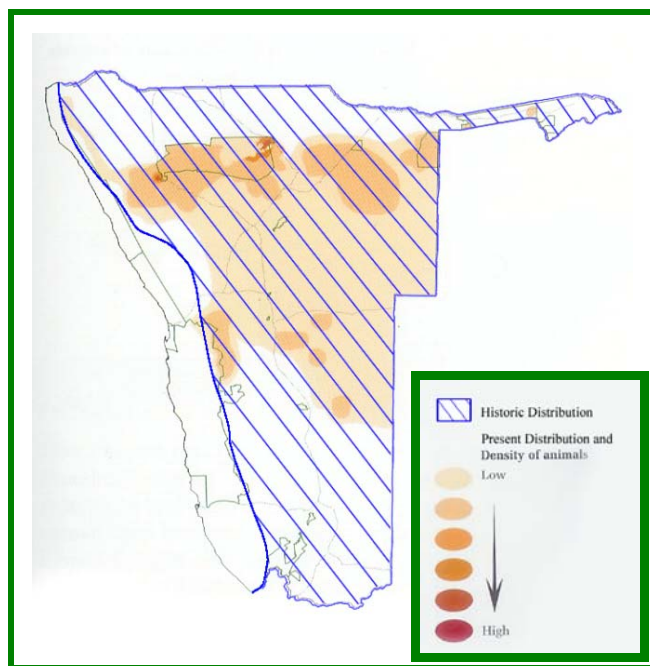 Historic Distribution
Present Distribution and
Density of animals
Low
High